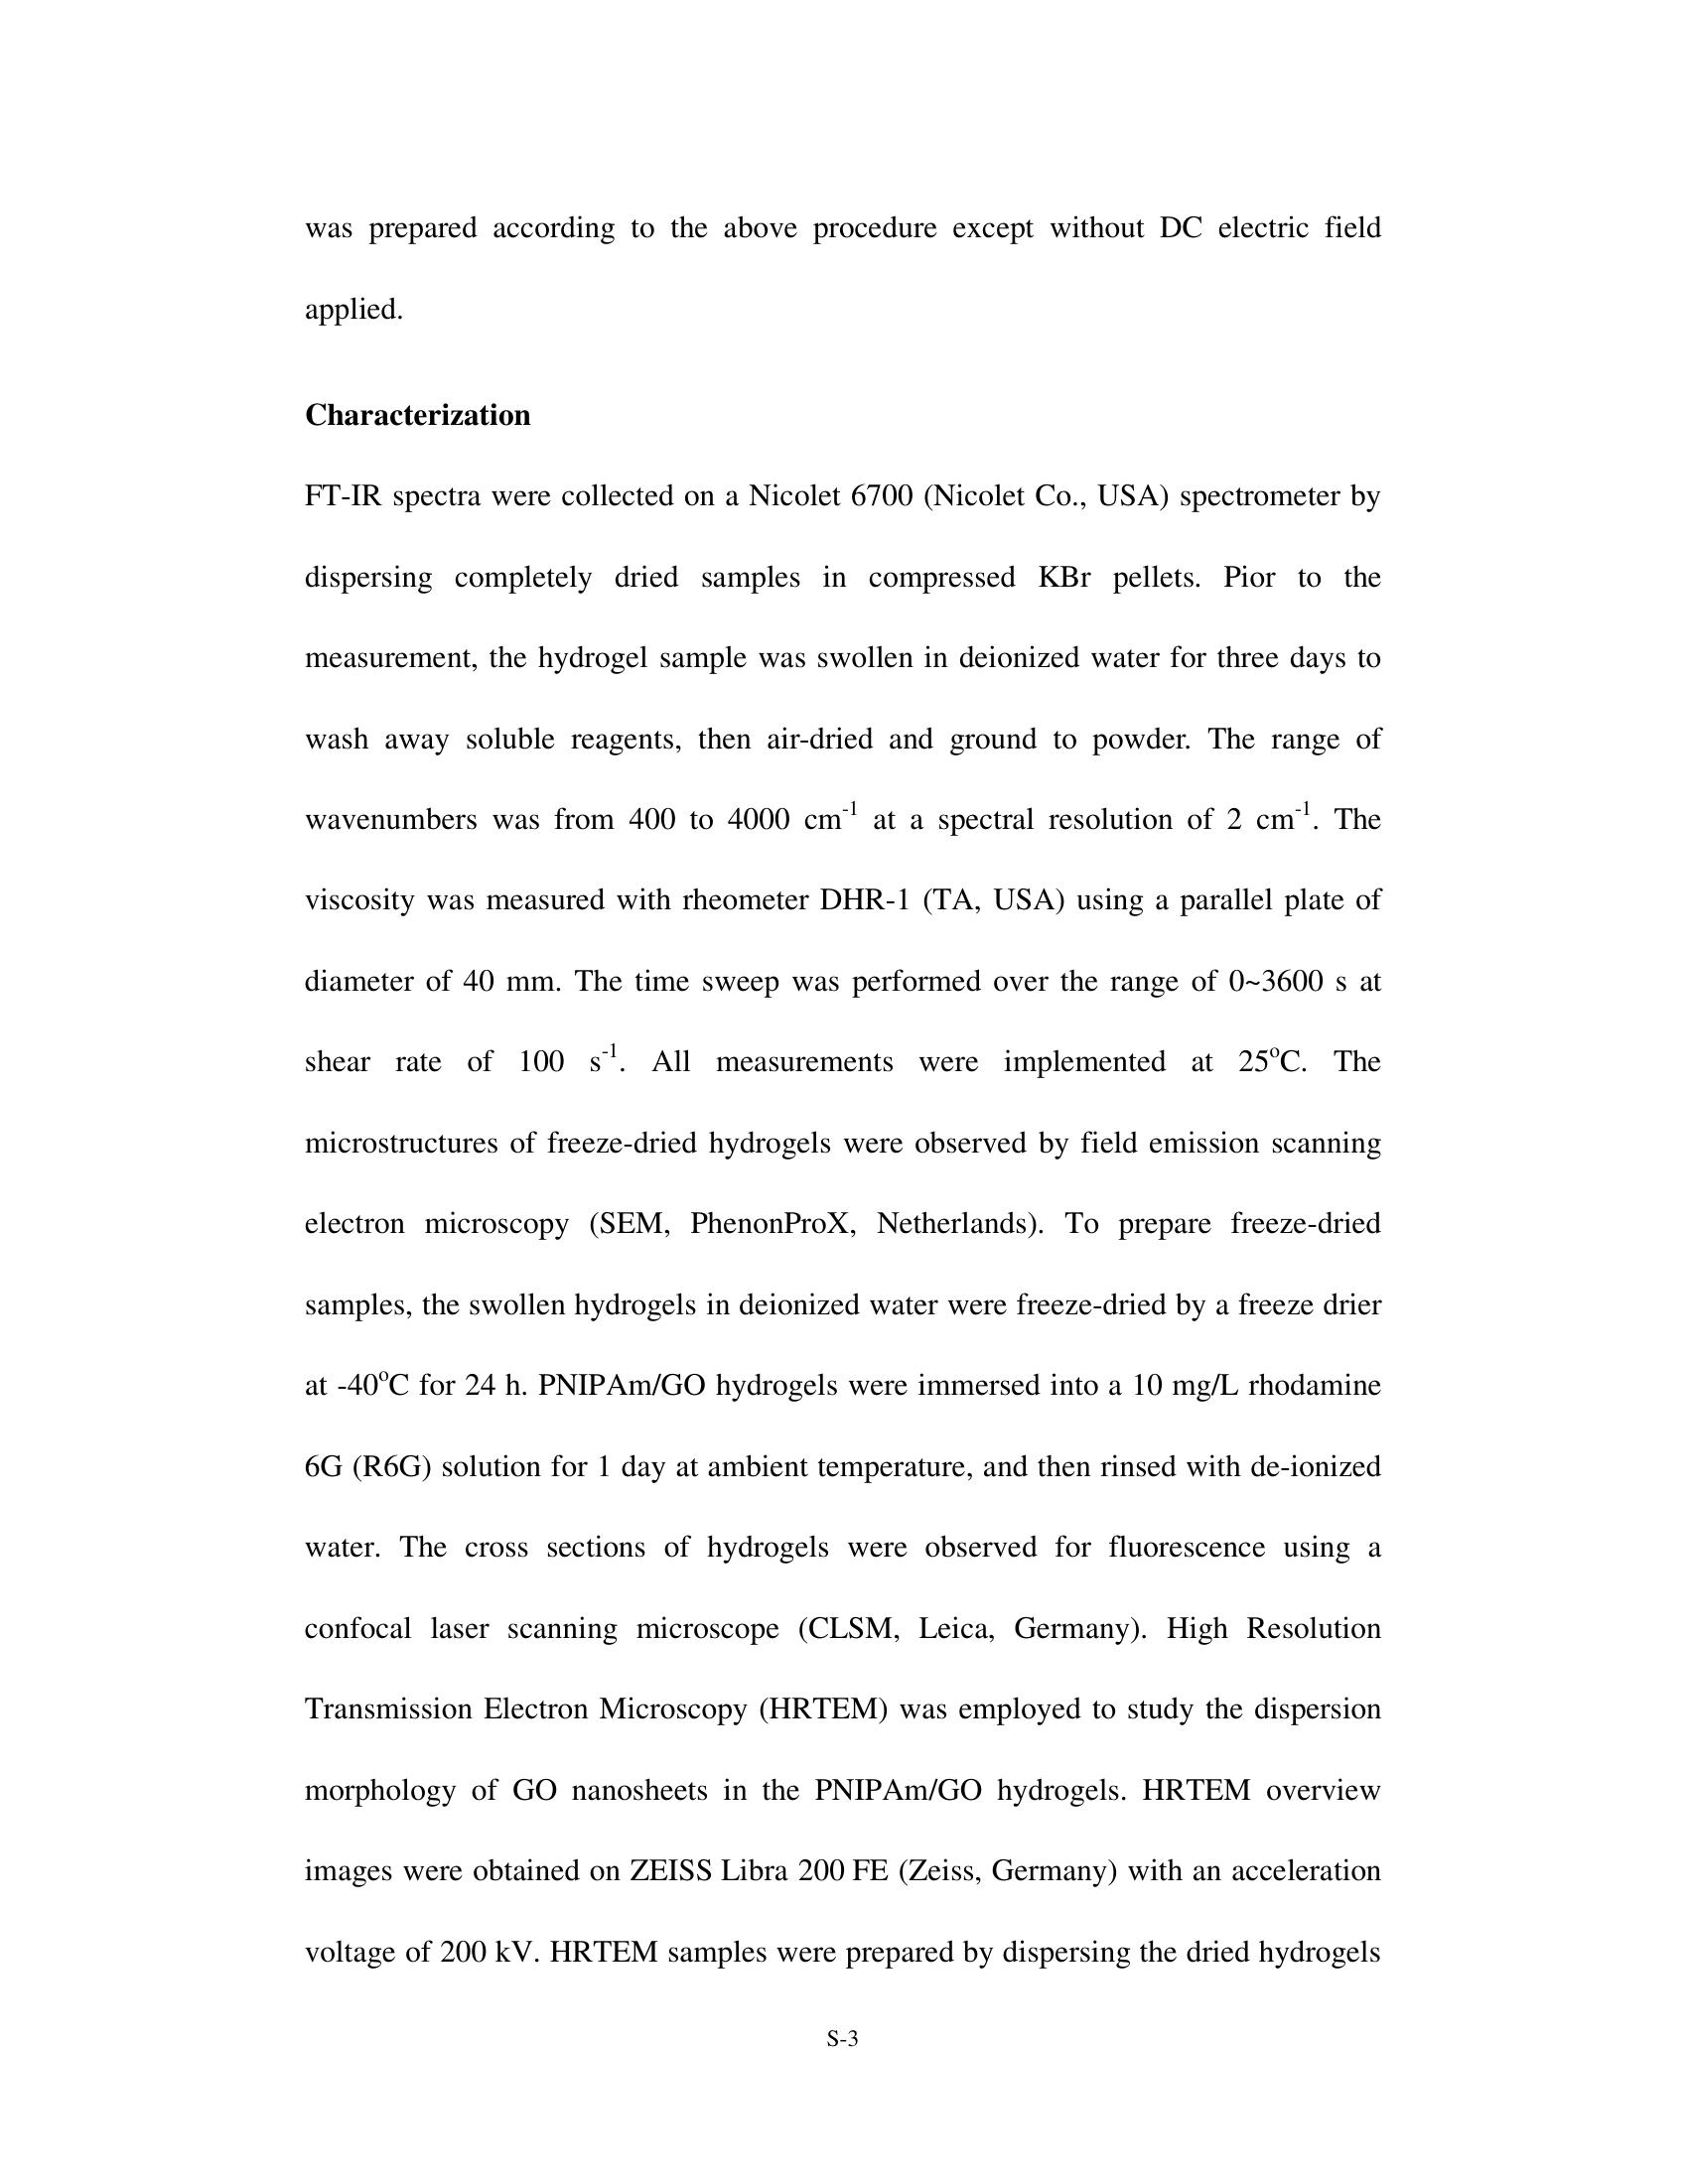 was prepared according to the above procedure except without DC electric field
applied.
Characterization
FT-IR spectra were collected on a Nicolet 6700 (Nicolet Co., USA) spectrometer by
dispersing completely dried samples in compressed KBr pellets. Pior to the
measurement, the hydrogel sample was swollen in deionized water for three days to
wash away soluble reagents, then air-dried and ground to powder. The range of
wavenumbers was from 400 to 4000 cm⁻¹ at a spectral resolution of 2 cm⁻¹. The
viscosity was measured with rheometer DHR-1 (TA, USA) using a parallel plate of
diameter of 40 mm. The time sweep was performed over the range of 0~3600 s at
shear rate of 100 s⁻¹. All measurements were implemented at 25ᵒC. The
microstructures of freeze-dried hydrogels were observed by field emission scanning
electron microscopy (SEM, PhenonProX, Netherlands). To prepare freeze-dried
samples, the swollen hydrogels in deionized water were freeze-dried by a freeze drier
at -40ᵒC for 24 h. PNIPAm/GO hydrogels were immersed into a 10 mg/L rhodamine
6G (R6G) solution for 1 day at ambient temperature, and then rinsed with de-ionized
water. The cross sections of hydrogels were observed for fluorescence using a
confocal laser scanning microscope (CLSM, Leica, Germany). High Resolution
Transmission Electron Microscopy (HRTEM) was employed to study the dispersion
morphology of GO nanosheets in the PNIPAm/GO hydrogels. HRTEM overview
images were obtained on ZEISS Libra 200 FE (Zeiss, Germany) with an acceleration
voltage of 200 kV. HRTEM samples were prepared by dispersing the dried hydrogels
S-3